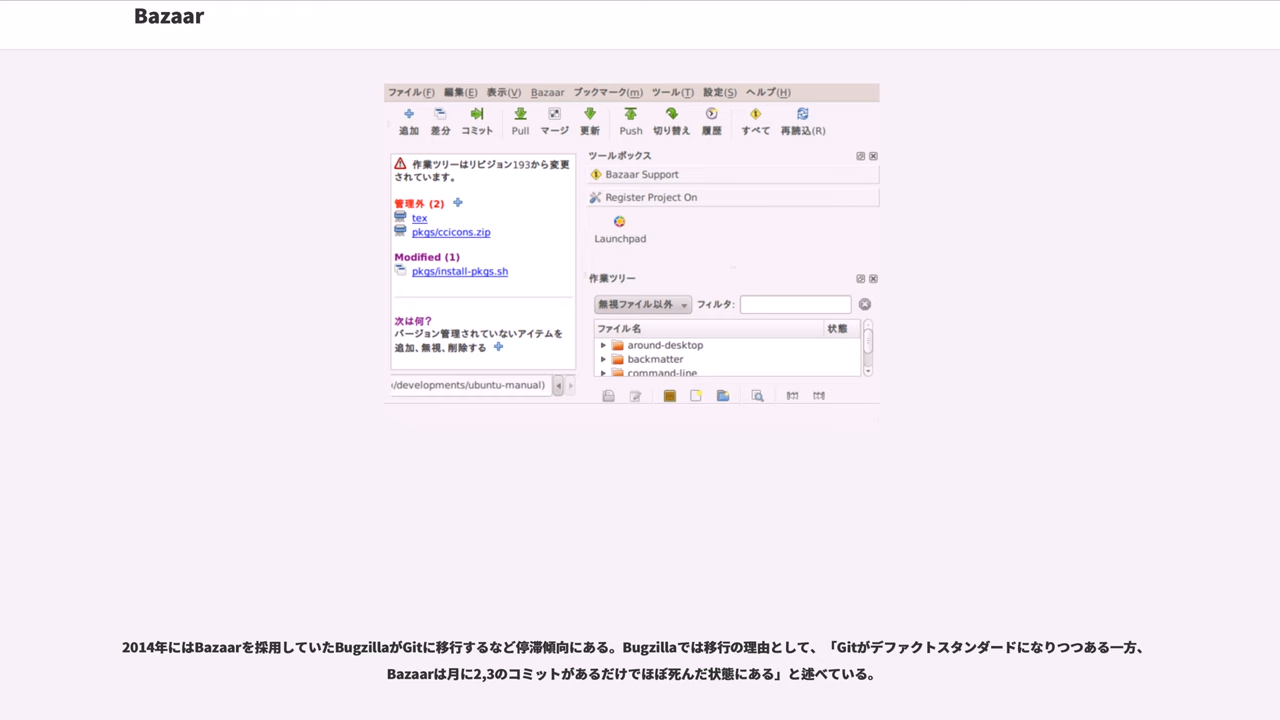 Bazaar
ファイル(F) 編集(E) 表示(V) Bazaar ブックマーク(m) ツール(T) 設定(S) ヘルプ(H)
追加 差分 コミット Pull マージ 更新 Push 切り替え 履歴 すべて 再読込(R)
作業ツリーはリビジョン193から変更
されています。
管理外 (2)
tex
pkgs/ccicons.zip
Modified (1)
pkgs/install-pkgs.sh
次は何?
バージョン管理されていないアイテムを
追加、無視、削除する
/developments/ubuntu-manual)
ツールボックス
Bazaar Support
Register Project On
Launchpad
作業ツリー
無視ファイル以外 フィルタ:
ファイル名 状態
around-desktop
backmatter
command-line
2014年にはBazaarを採用していたBugzillaがGitに移行するなど停滞傾向にある。Bugzillaでは移行の理由として、「Gitがデファクトスタンダードになりつつある一方、
Bazaarは月に2,3のコミットがあるだけでほぼ死んだ状態にある」と述べている。